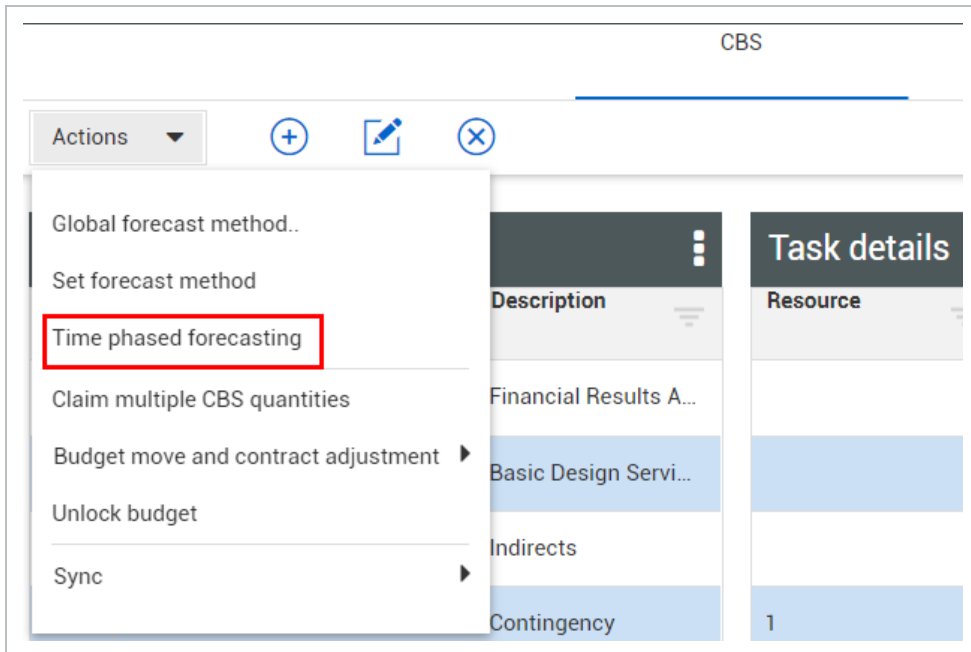 CBS
Actions
Global forecast method..
Set forecast method
Time phased forecasting
Claim multiple CBS quantities
Budget move and contract adjustment
Unlock budget
Sync
Description
Financial Results A...
Basic Design Servi...
Indirects
Contingency
Task details
Resource
1